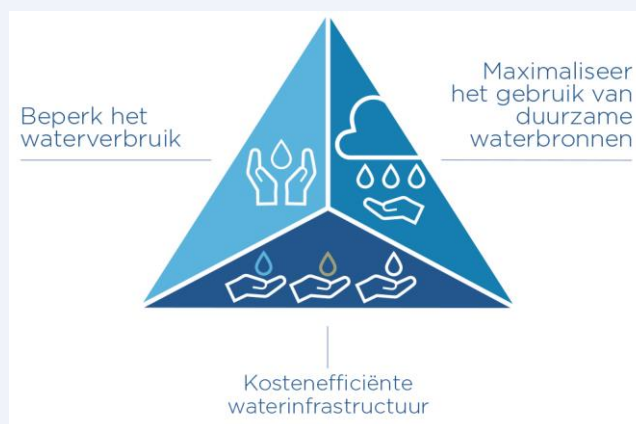 Beperk het
waterverbruik
Maximaliseer
het gebruik van
duurzame
waterbronnen
Kostenefficiënte
waterinfrastructuur